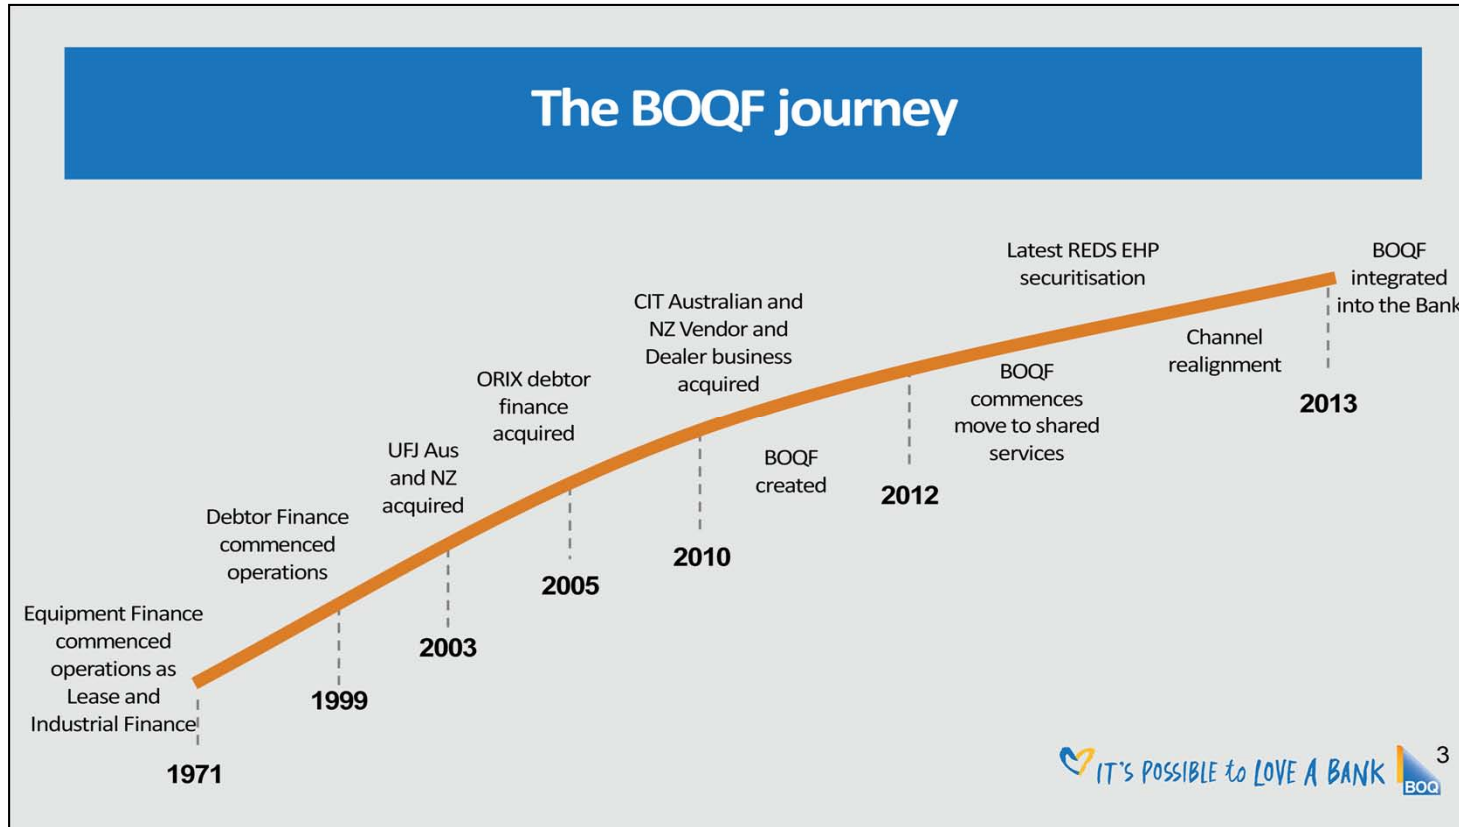 The BOQF journey
Equipment Finance
commenced
operations as
Lease and
Industrial Finance
1971
Debtor Finance
commenced
operations
1999
UFJ Aus
and NZ
acquired
2003
ORIX debtor
finance
acquired
2005
CIT Australian and
NZ Vendor and
Dealer business
acquired
2010
BOQF
created
2012
Latest REDS EHP
securitisation
BOQF
commences
move to shared
services
Channel
realignment
BOQF
integrated
into the Bank
2013
IT'S POSSIBLE to LOVE A BANK
BOQ
3